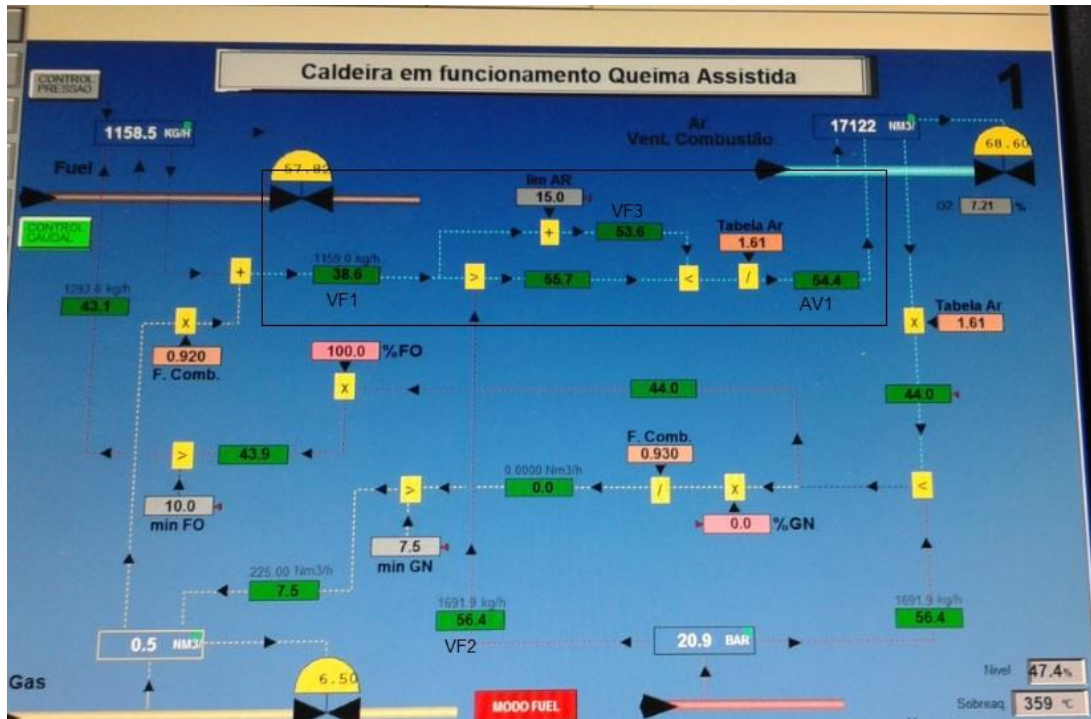 Caldeira em funcionamento Queima Assistida
1
CONTROL
PRESSAO
1158.5 KG/H
Fuel
57.82
Ar
Vent. Combustão
17122 NM3/
68.60
O2 7.21 %
CONTROL
CAUDAL
lim AR
15.0
+
VF3
53.6
Tabela Ar
1.61
1159.0 kg/h
38.6
VF1
+
>
55.7
<
/
54.4
AV1
1293.6 kg/h
43.1
x
0.920
F. Comb.
x
Tabela Ar
1.61
100.0 %FO
x
44.0
44.0
>
43.9
10.0
min FO
F. Comb.
0.930
0.0000 Nm3/h
>
0.0
/
x
<
0.0 %GN
7.5
min GN
225.00 Nm3/h
7.5
1691.9 kg/h
56.4
VF2
1691.9 kg/h
56.4
0.5 NM3/
20.9 BAR
Gas
6.50
MODO FUEL
Nivel 47.4%
Sobreaq 359 °C